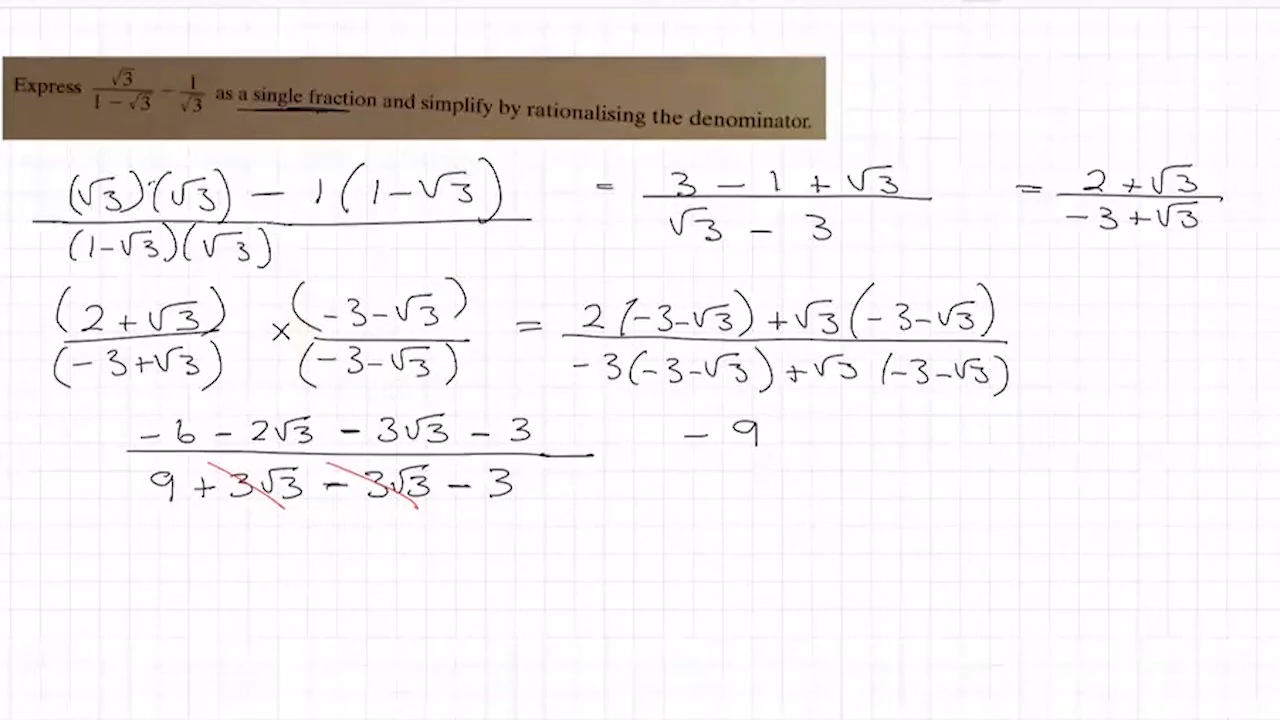 Express √3/(1 − √3) − 1/√3 as a single fraction and simplify by rationalising the denominator.
((√3)(√3) − 1(1−√3))/((1−√3)(√3)) = (3 − 1 + √3)/(√3 − 3) = (2 + √3)/(−3 + √3)
(2 + √3)/(−3 + √3) × (−3 − √3)/(−3 − √3) = (2(−3−√3) + √3(−3−√3))/(−3(−3−√3) + √3(−3−√3))
(−6 − 2√3 − 3√3 − 3)/(9 + 3√3 − 3√3 − 3) −9